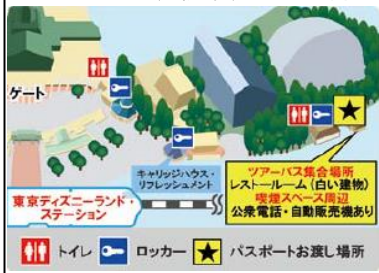 ゲート
キャリッジハウス・
リフレッシュメント
東京ディズニーランド・
ステーション
ツアーバス集合場所
レストルーム（白い建物）
喫煙スペース周辺
公衆電話・自動販売機あり
トイレ ロッカー パスポートお渡し場所